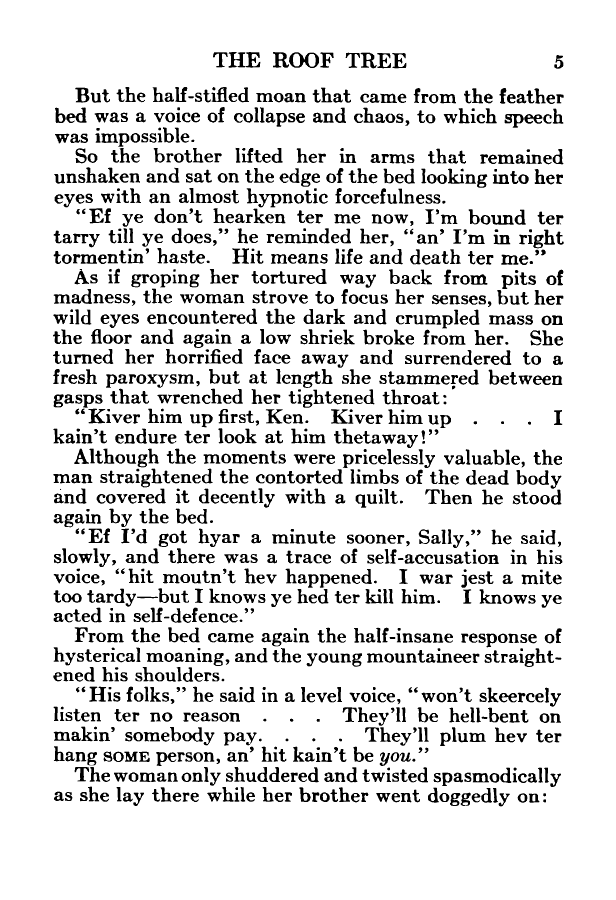 THE ROOF TREE 5
But the half-stifled moan that came from the feather
bed was a voice of collapse and chaos, to which speech
was impossible.
So the brother lifted her in arms that remained
unshaken and sat on the edge of the bed looking into her
eyes with an almost hypnotic forcefulness.
"Ef ye don't hearken ter me now, I'm bound ter
tarry till ye does," he reminded her, "an' I'm in right
tormentin' haste. Hit means life and death ter me."
As if groping her tortured way back from pits of
madness, the woman strove to focus her senses, but her
wild eyes encountered the dark and crumpled mass on
the floor and again a low shriek broke from her. She
turned her horrified face away and surrendered to a
fresh paroxysm, but at length she stammered between
gasps that wrenched her tightened throat:
"Kiver him up first, Ken. Kiver him up . . . I
kain't endure ter look at him thetaway!"
Although the moments were pricelessly valuable, the
man straightened the contorted limbs of the dead body
and covered it decently with a quilt. Then he stood
again by the bed.
"Ef I'd got hyar a minute sooner, Sally," he said,
slowly, and there was a trace of self-accusation in his
voice, "hit moutn't hev happened. I war jest a mite
too tardy—but I knows ye hed ter kill him. I knows ye
acted in self-defence."
From the bed came again the half-insane response of
hysterical moaning, and the young mountaineer straight-
ened his shoulders.
"His folks," he said in a level voice, "won't skeercely
listen ter no reason . . . They'll be hell-bent on
makin' somebody pay. . . . They'll plum hev ter
hang SOME person, an' hit kain't be you."
The woman only shuddered and twisted spasmodically
as she lay there while her brother went doggedly on: